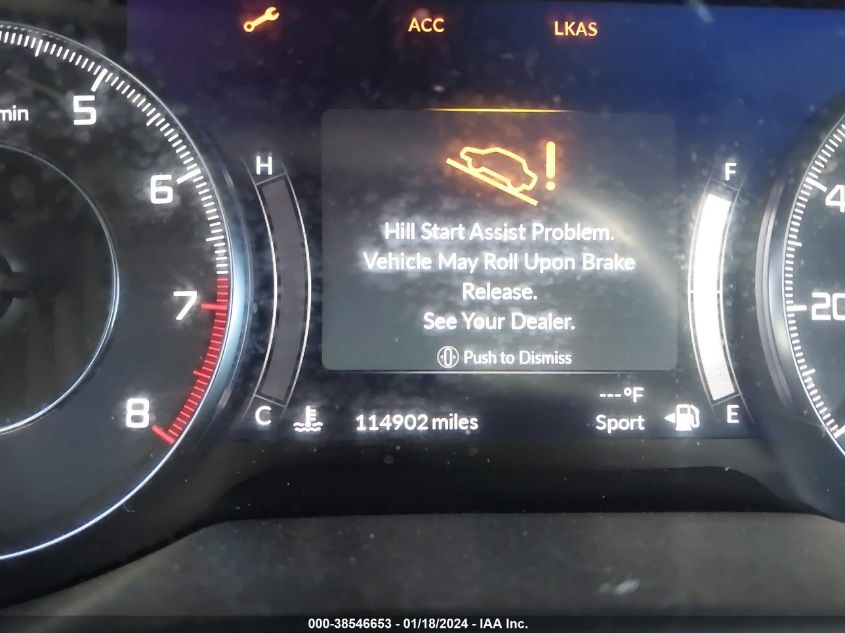 ACC
LKAS
min
5
6
7
8
H
C
Hill Start Assist Problem.
Vehicle May Roll Upon Brake
Release.
See Your Dealer.
Push to Dismiss
114902 miles
---°F
Sport
F
E
4
20
000-38546653 - 01/18/2024 - IAA Inc.